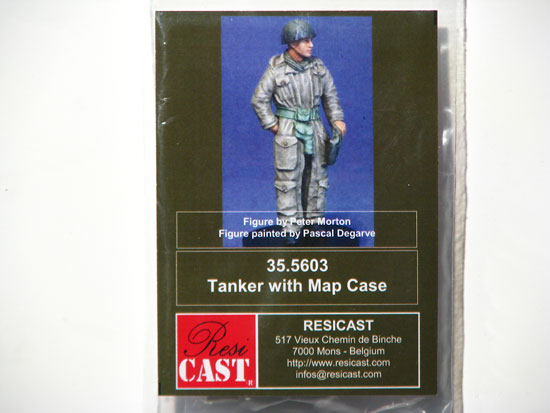 Figure by Peter Morton
Figure painted by Pascal Degarve
35.5603
Tanker with Map Case
Resi
CAST®
RESICAST
517 Vieux Chemin de Binche
7000 Mons - Belgium
http://www.resicast.com
infos@resicast.com